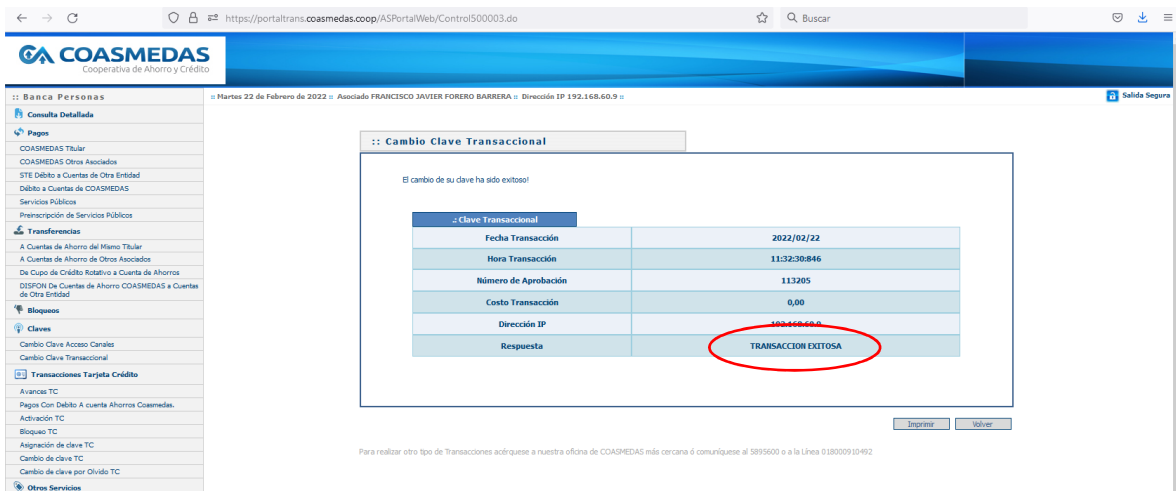 https://portaltrans.coasmedas.coop/ASPortalWeb/Control500003.do
Buscar
COASMEDAS
Cooperativa de Ahorro y Crédito
:: Banca Personas
:: Martes 22 de Febrero de 2022 :: Asociado FRANCISCO JAVIER FORERO BARRERA :: Dirección IP 192.168.60.9 ::
Salida Segura
Consulta Detallada
Pagos
COASMEDAS Titular
COASMEDAS Otros Asociados
STE Débito a Cuentas de Otra Entidad
Débito a Cuentas de COASMEDAS
Servicios Públicos
Preinscripción de Servicios Públicos
Transferencias
A Cuentas de Ahorro del Mismo Titular
A Cuentas de Ahorro de Otros Asociados
De Cupo de Crédito Rotativo a Cuenta de Ahorros
DISFON De Cuentas de Ahorro COASMEDAS a Cuentas
de Otra Entidad
Bloqueos
Claves
Cambio Clave Acceso Canales
Cambio Clave Transaccional
Transacciones Tarjeta Crédito
Avances TC
Pagos Con Debito A cuenta Ahorros Coasmedas.
Activación TC
Bloqueo TC
Asignación de clave TC
Cambio de clave TC
Cambio de clave por Olvido TC
Otros Servicios
:: Cambio Clave Transaccional
El cambio de su clave ha sido exitoso!
.: Clave Transaccional
Fecha Transacción 2022/02/22
Hora Transacción 11:32:30:846
Número de Aprobación 113205
Costo Transacción 0,00
Dirección IP 192.168.60.9
Respuesta TRANSACCION EXITOSA
Imprimir Volver
Para realizar otro tipo de Transacciones acérquese a nuestra oficina de COASMEDAS más cercana ó comuníquese al 5895600 o a la Línea 018000910492